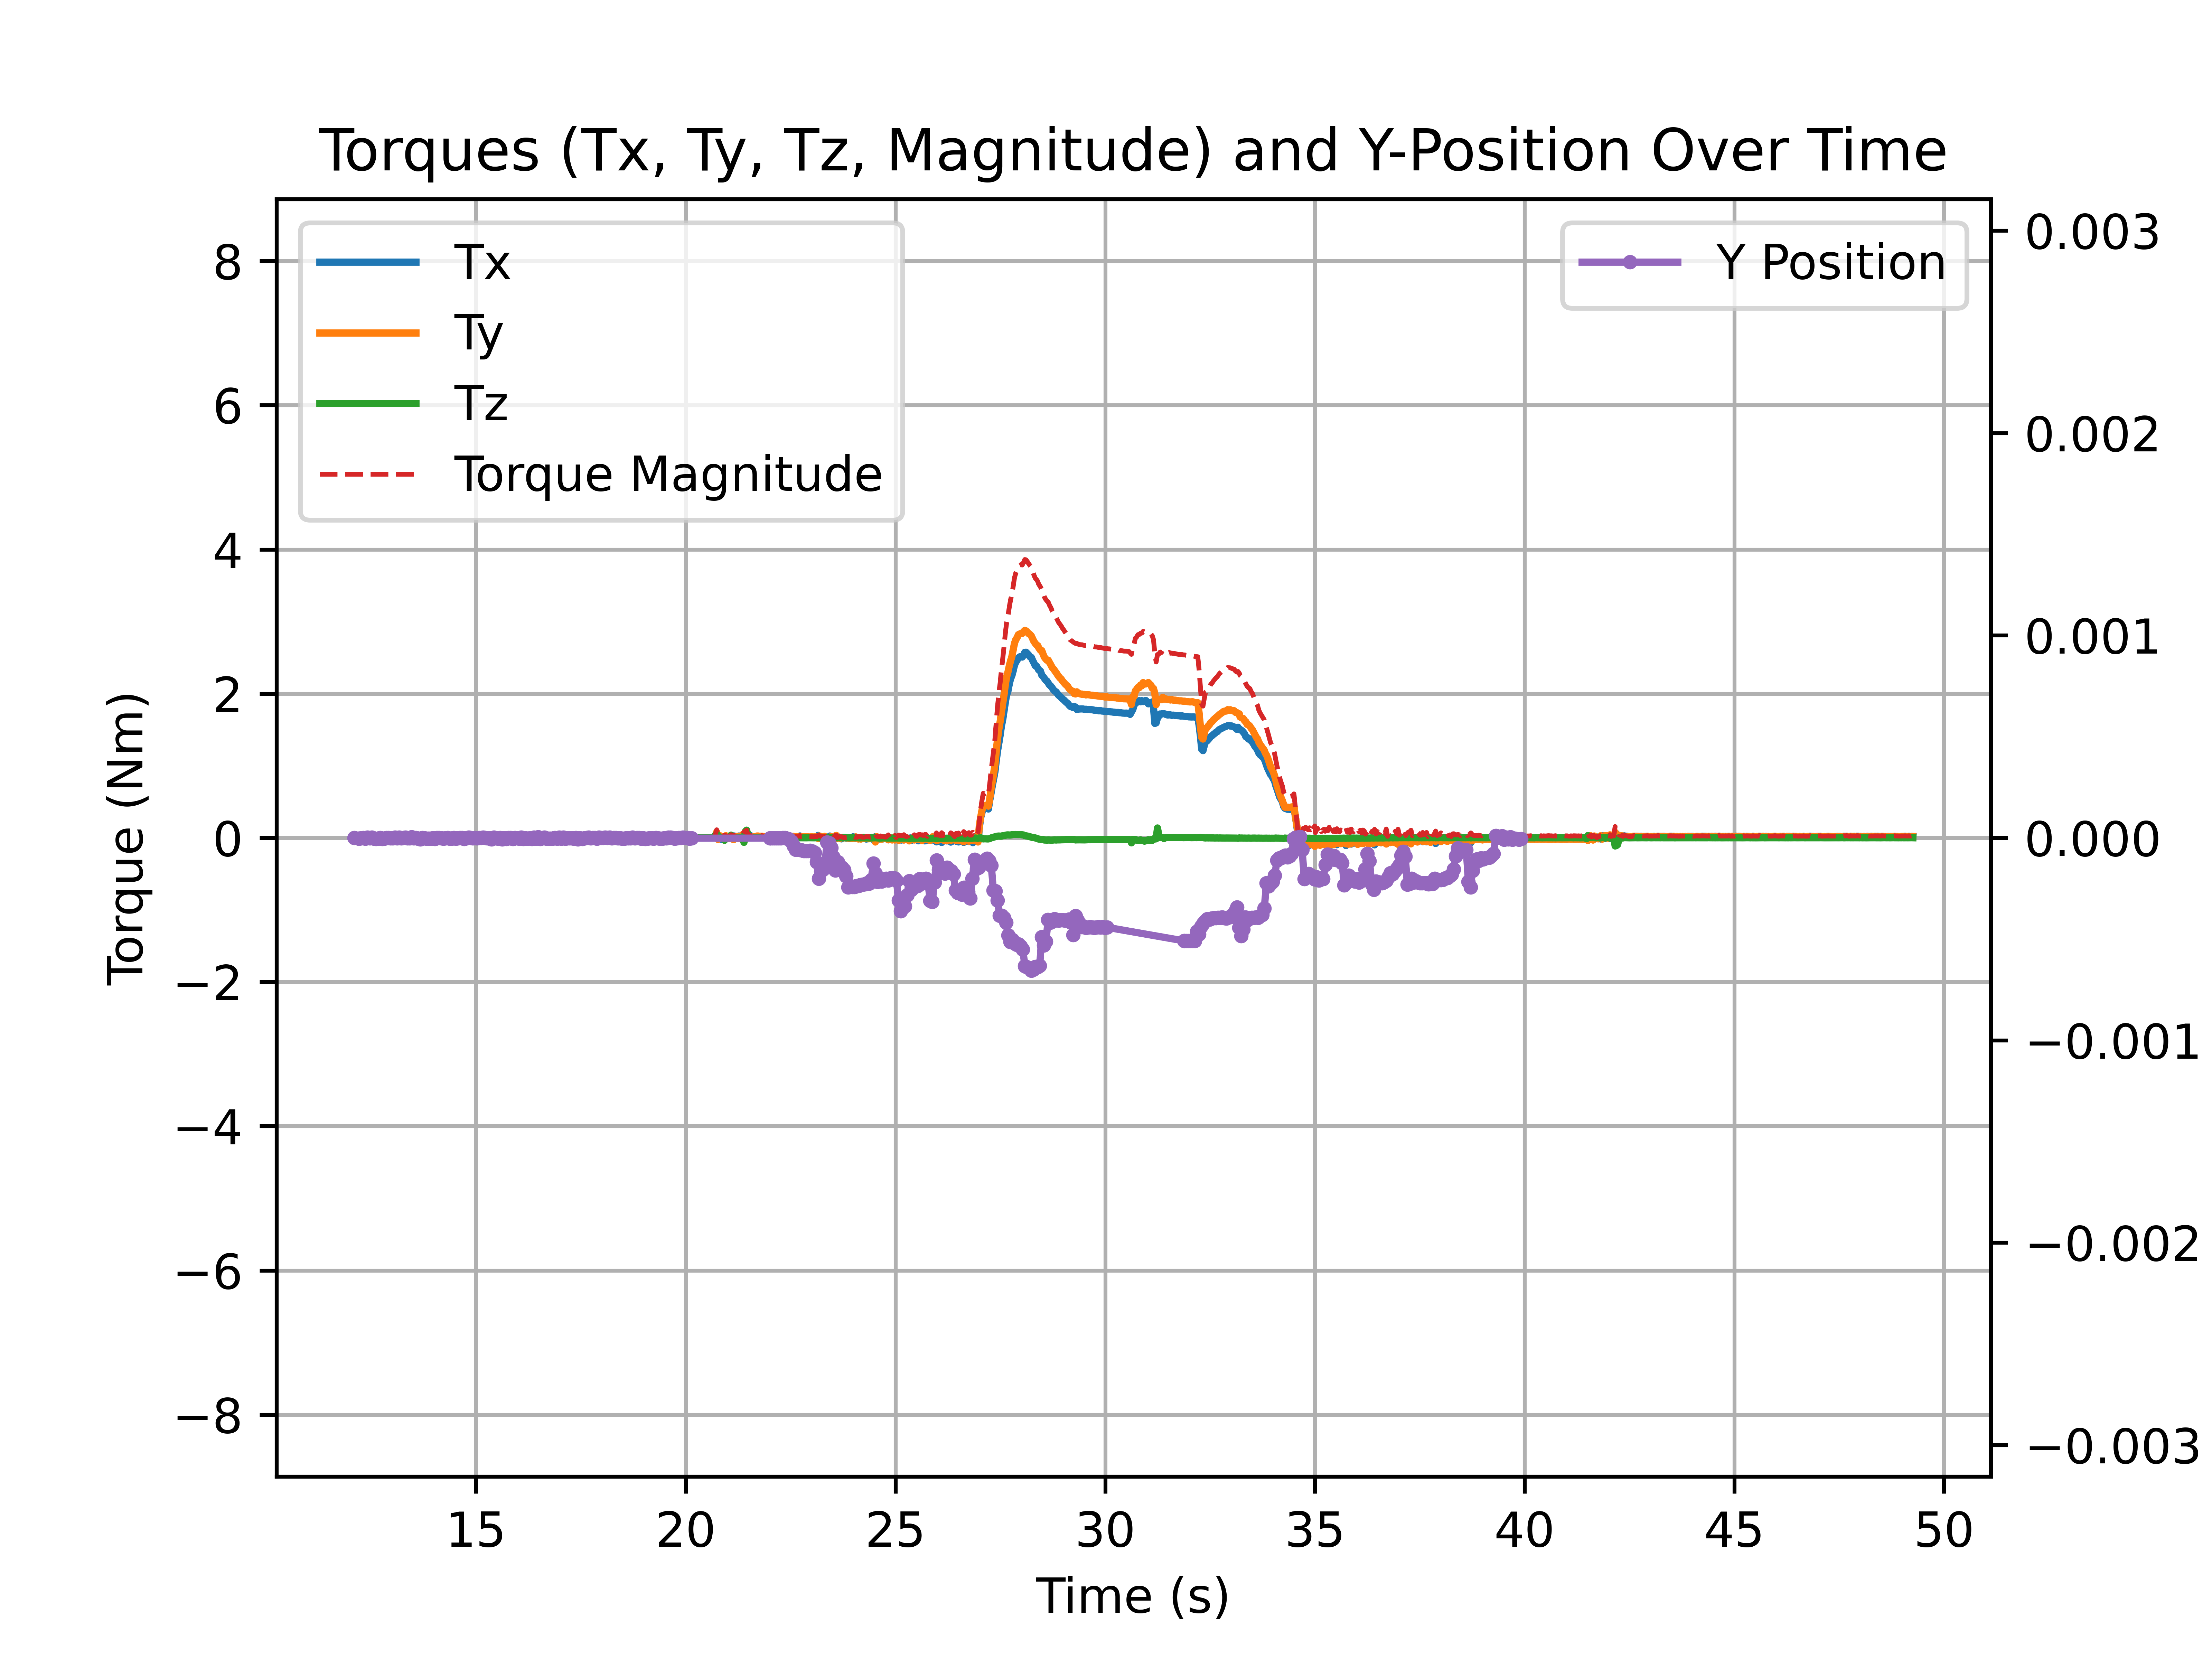 Torques (Tx, Ty, Tz, Magnitude) and Y-Position Over Time
Tx
Ty
Tz
Torque Magnitude
Y Position
8
6
4
2
0
−2
−4
−6
−8
Torque (Nm)
0.003
0.002
0.001
0.000
−0.001
−0.002
−0.003
15 20 25 30 35 40 45 50
Time (s)